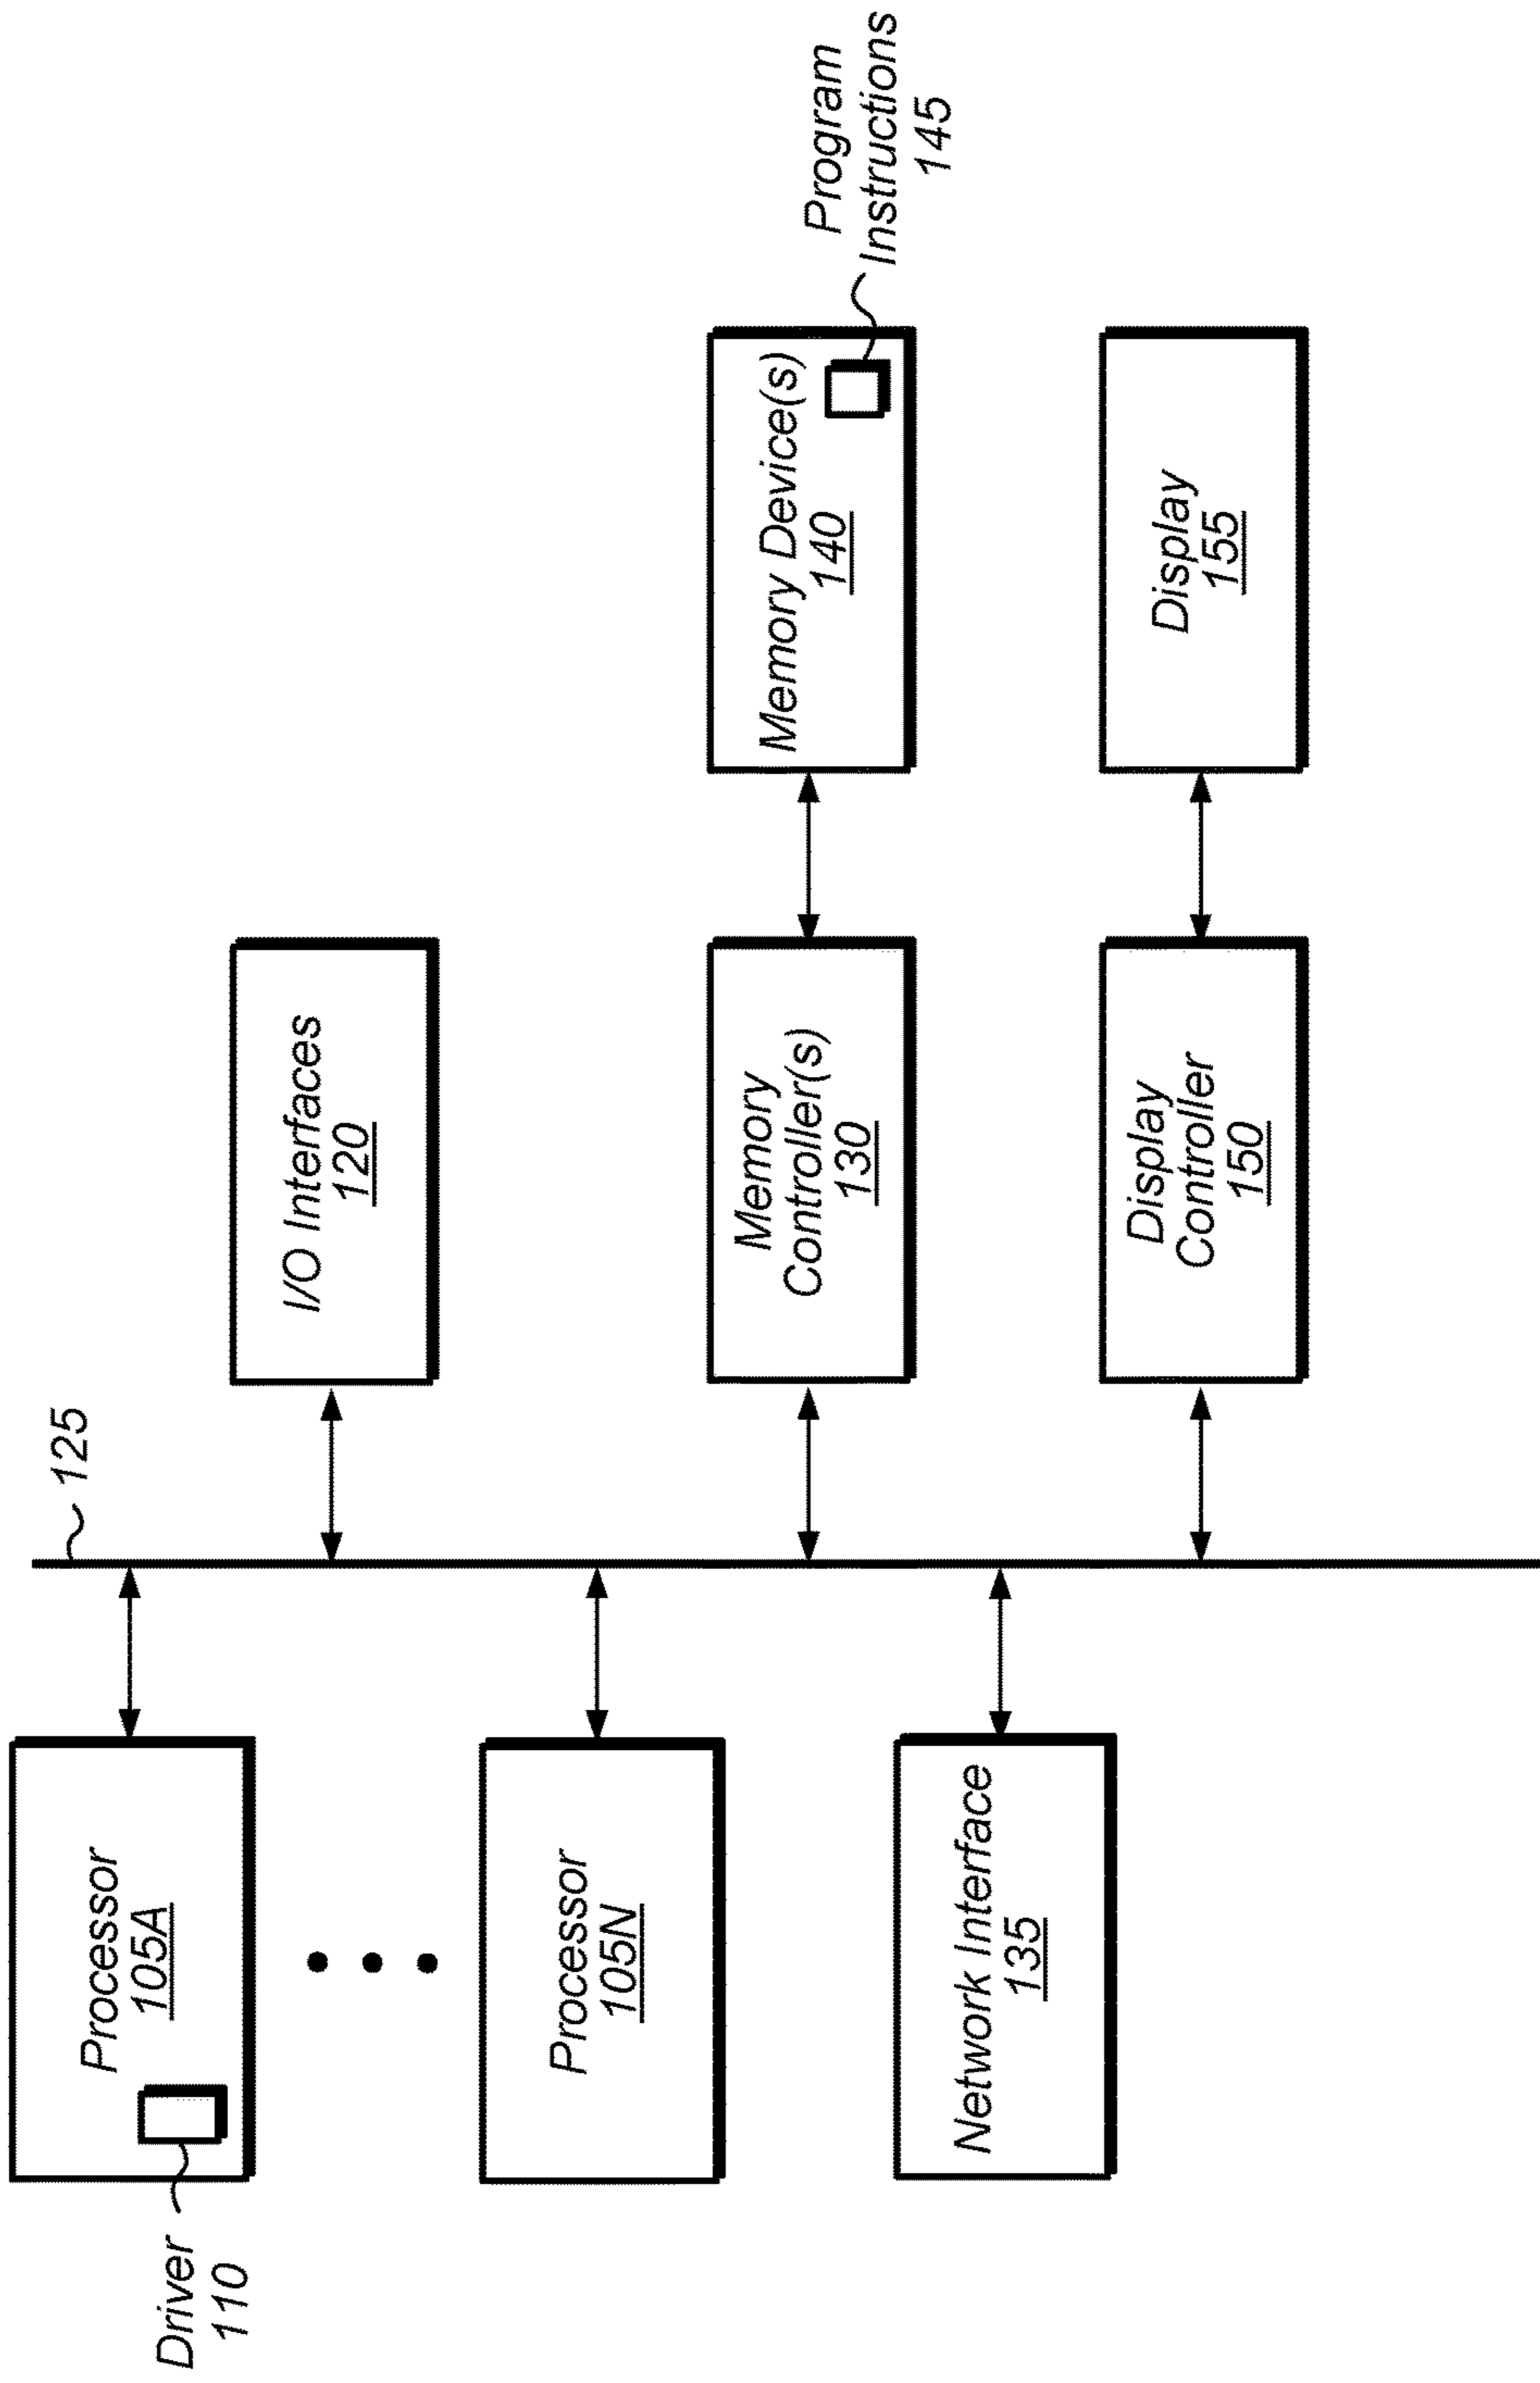 125
Processor
105A
Driver
110
I/O Interfaces
120
Processor
105N
Memory
Controller(s)
130
Memory Device(s)
140
Program
Instructions
145
Network Interface
135
Display
Controller
150
Display
155